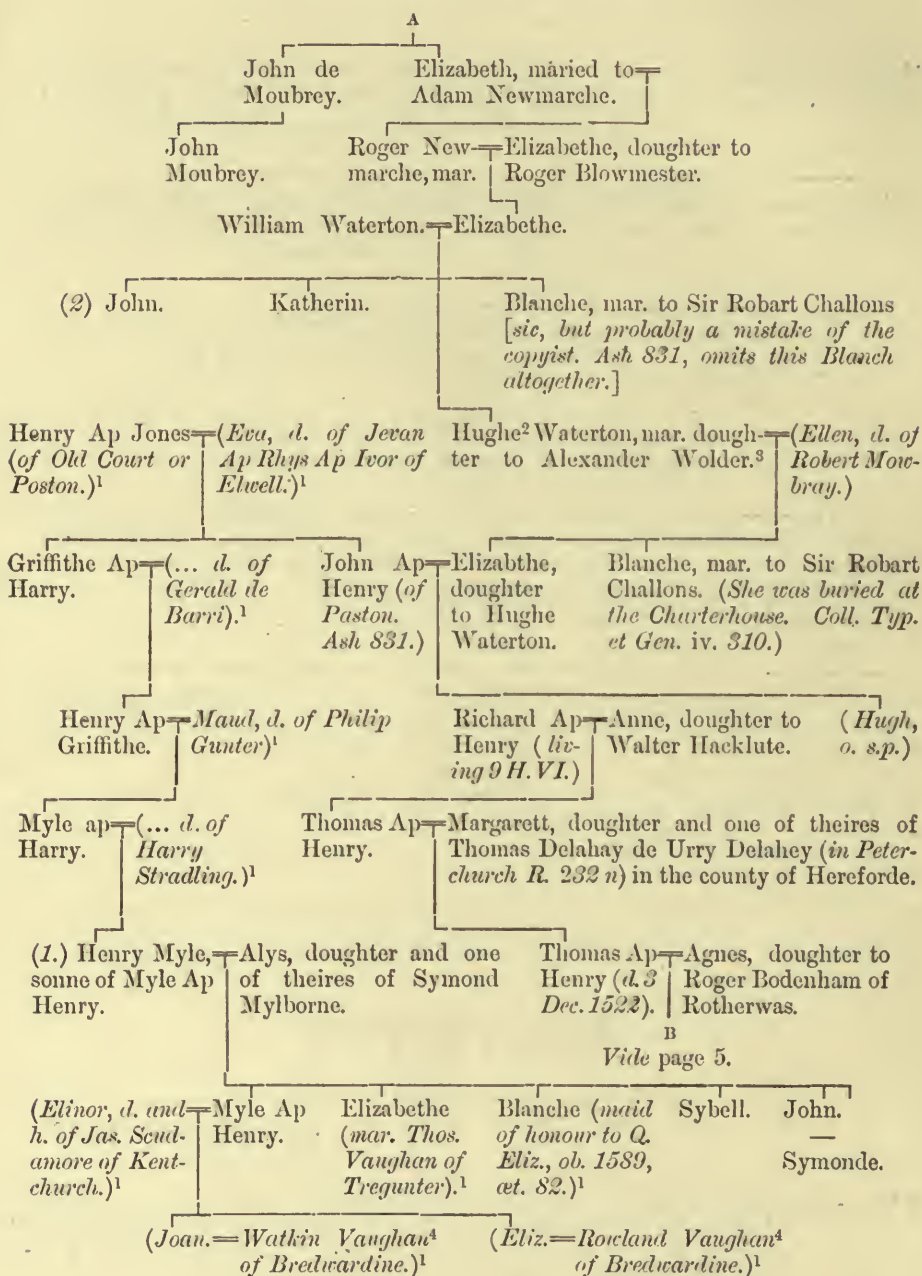 A
John de Elizabeth, māried to
Moubrey. Adam Newmarche.
John Roger New- Elizabethe, doughter to
Moubrey. marche, mar. Roger Blowmester.
William Waterton. Elizabethe.
(2) John. Katherin. Blanche, mar. to Sir Robart Challons
[sic, but probably a mistake of the
copyist. Ash 831, omits this Blanch
altogether.]
Henry Ap Jones (Eva, d. of Jevan Hughe² Waterton, mar. dough- (Ellen, d. of
(of Old Court or Ap Rhys Ap Ivor of ter to Alexander Wolder.³ Robert Mow-
Poston.)¹ Elwell.)¹ bray.)
Griffithe Ap (... d. of John Ap Elizabthe, Blanche, mar. to Sir Robart
Harry. Gerald de Henry (of doughter Challons. (She was buried at
Barri).¹ Paston. to Hughe the Charterhouse. Coll. Typ.
Ash 831.) Waterton. et Gen. iv. 310.)
Henry Ap Maud, d. of Philip Richard Ap Anne, doughter to (Hugh,
Griffithe. Gunter)¹ Henry (liv- Walter Hacklute. o. s.p.)
ing 9 H. VI.)
Myle ap (... d. of Thomas Ap Margarett, doughter and one of theires of
Harry. Harry Henry. Thomas Delahay de Urry Delahey (in Peter-
Stradling.)¹ church R. 232 n) in the county of Hereforde.
(1.) Henry Myle, Alys, doughter and one Thomas Ap Agnes, doughter to
sonne of Myle Ap of theires of Symond Henry (d. 3 Roger Bodenham of
Henry. Mylborne. Dec. 1522). Rotherwas.
B
Vide page 5.
(Elinor, d. and Myle Ap Elizabethe Blanche (maid Sybell. John.
h. of Jas. Scud- Henry. (mar. Thos. of honour to Q. —
amore of Kent- Vaughan of Eliz., ob. 1589, Symonde.
church.)¹ Tregunter).¹ æt. 82.)¹
(Joan.=Watkin Vaughan⁴ (Eliz.=Rowland Vaughan⁴
of Bredwardine.)¹ of Bredwardine.)¹